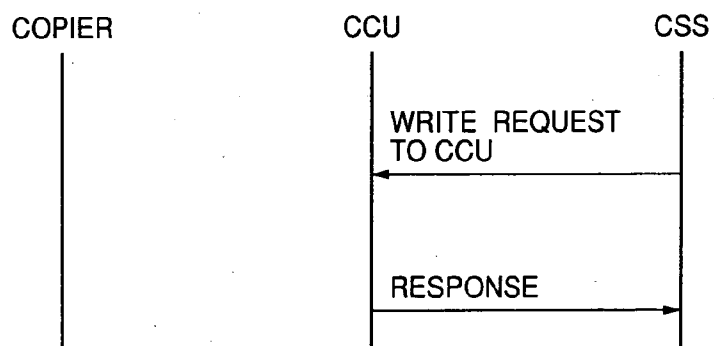 COPIER CCU CSS
WRITE REQUEST
TO CCU
RESPONSE